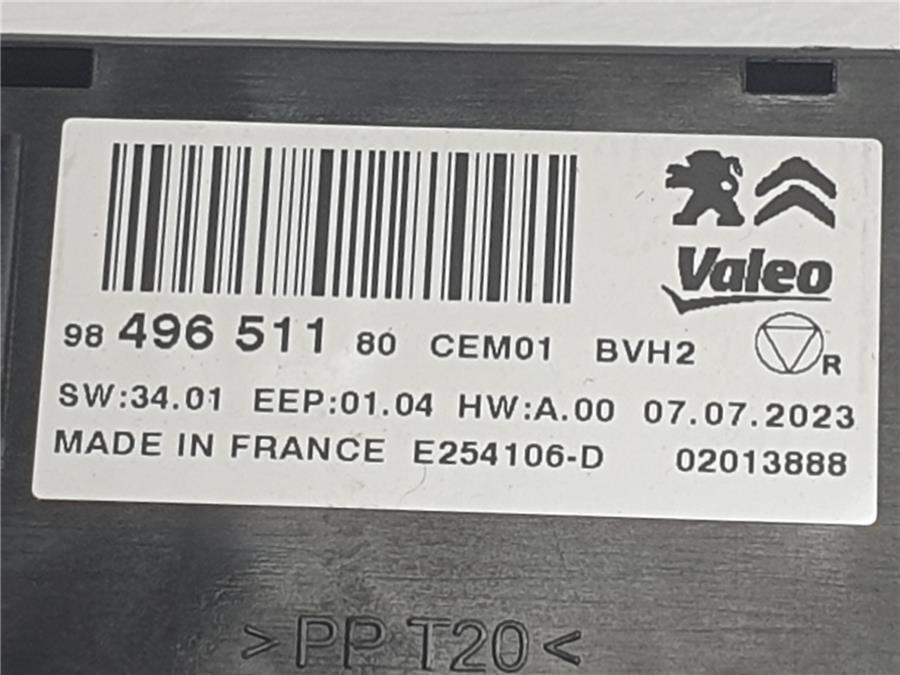 Valeo
98 496 511 80 CEM01 BVH2 R
SW:34.01 EEP:01.04 HW:A.00 07.07.2023
MADE IN FRANCE E254106-D 02013888
>PP T20<